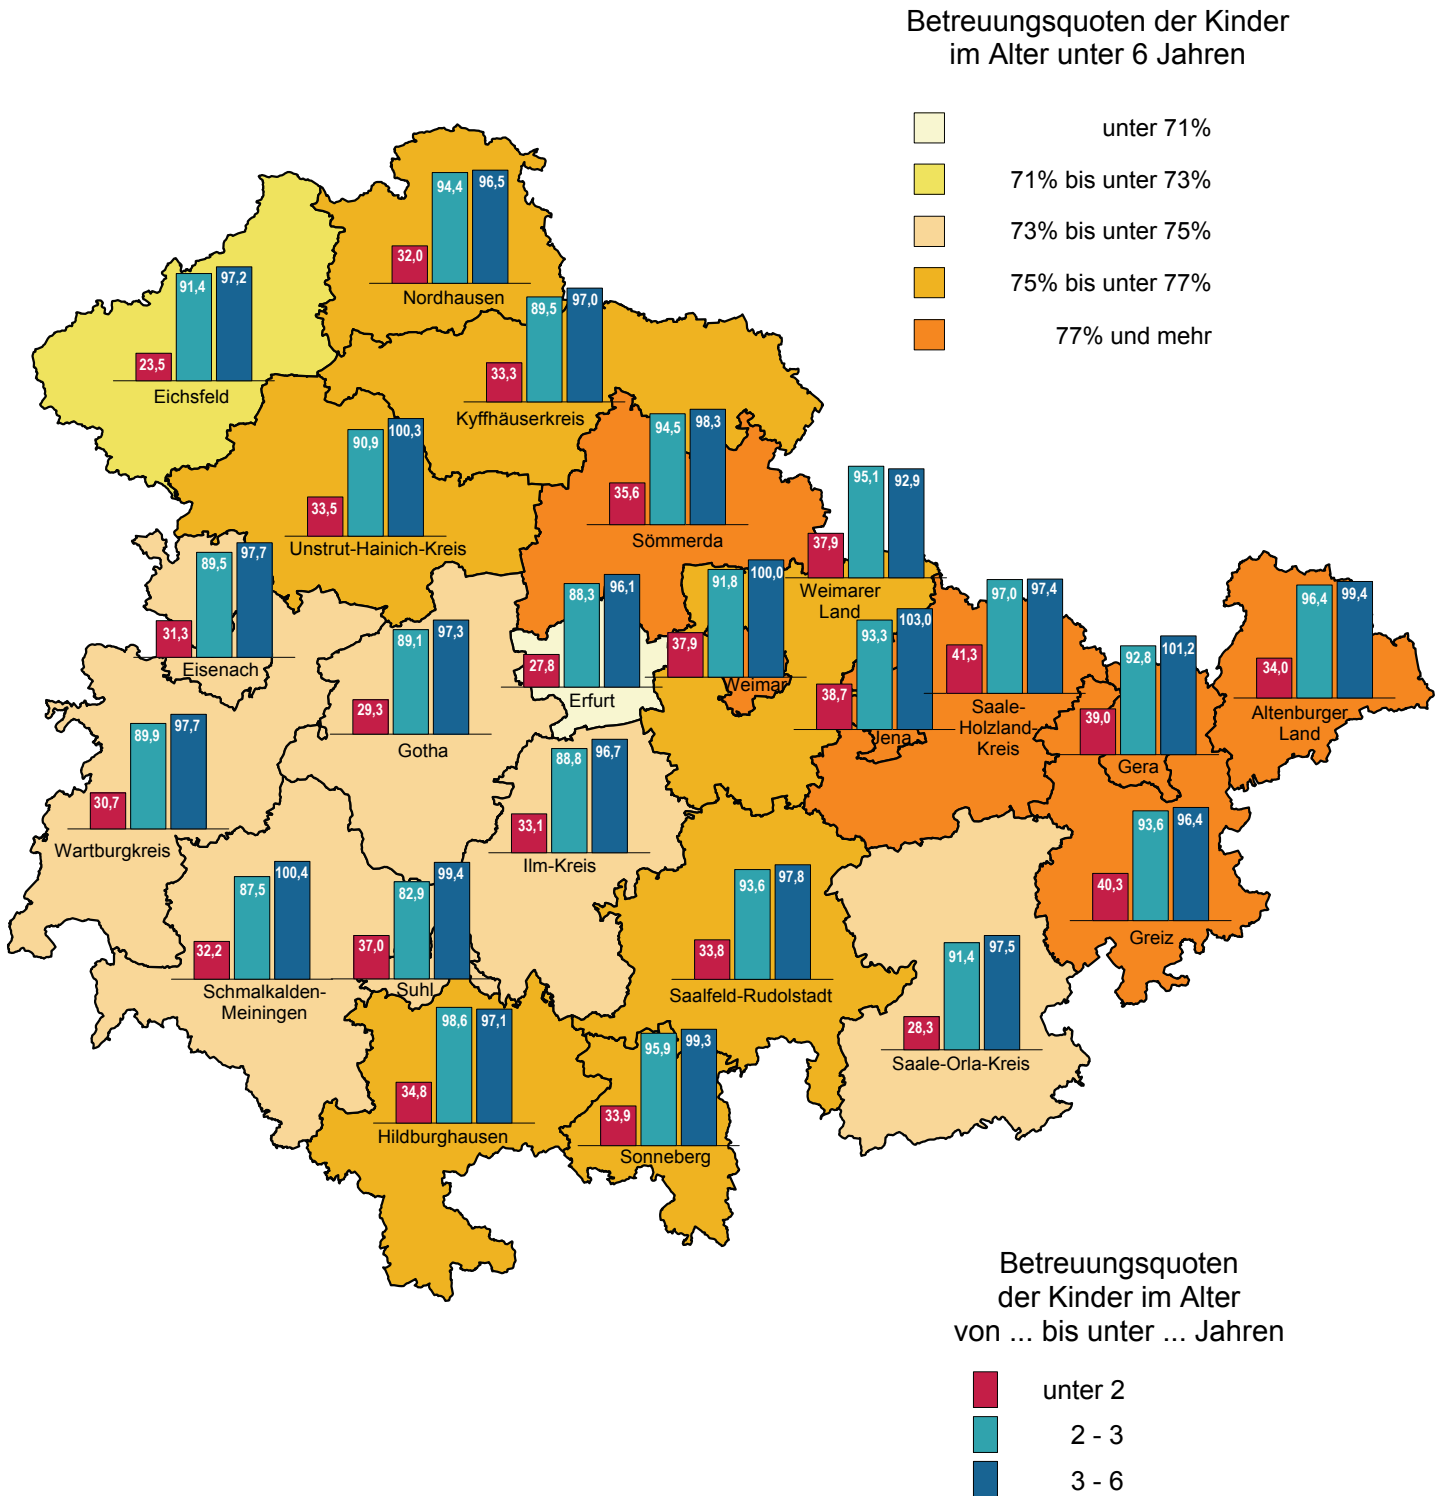 Betreuungsquoten der Kinder
im Alter unter 6 Jahren
unter 71%
71% bis unter 73%
73% bis unter 75%
75% bis unter 77%
77% und mehr
32,0
94,4
96,5
Nordhausen
23,5
91,4
97,2
Eichsfeld
33,3
89,5
97,0
Kyffhäuserkreis
33,5
90,9
100,3
Unstrut-Hainich-Kreis
35,6
94,5
98,3
Sömmerda
37,9
95,1
92,9
Weimarer
Land
31,3
89,5
97,7
Eisenach
27,8
88,3
96,1
Erfurt
37,9
91,8
100,0
Weimar
38,7
93,3
103,0
Jena
41,3
97,0
97,4
Saale-
Holzland-
Kreis
39,0
92,8
101,2
Gera
34,0
96,4
99,4
Altenburger
Land
29,3
89,1
97,3
Gotha
30,7
89,9
97,7
Wartburgkreis
33,1
88,8
96,7
Ilm-Kreis
32,2
87,5
100,4
Schmalkalden-
Meiningen
37,0
82,9
99,4
Suhl
33,8
93,6
97,8
Saalfeld-Rudolstadt
40,3
93,6
96,4
Greiz
28,3
91,4
97,5
Saale-Orla-Kreis
34,8
98,6
97,1
Hildburghausen
33,9
95,9
99,3
Sonneberg
Betreuungsquoten
der Kinder im Alter
von ... bis unter ... Jahren
unter 2
2 - 3
3 - 6